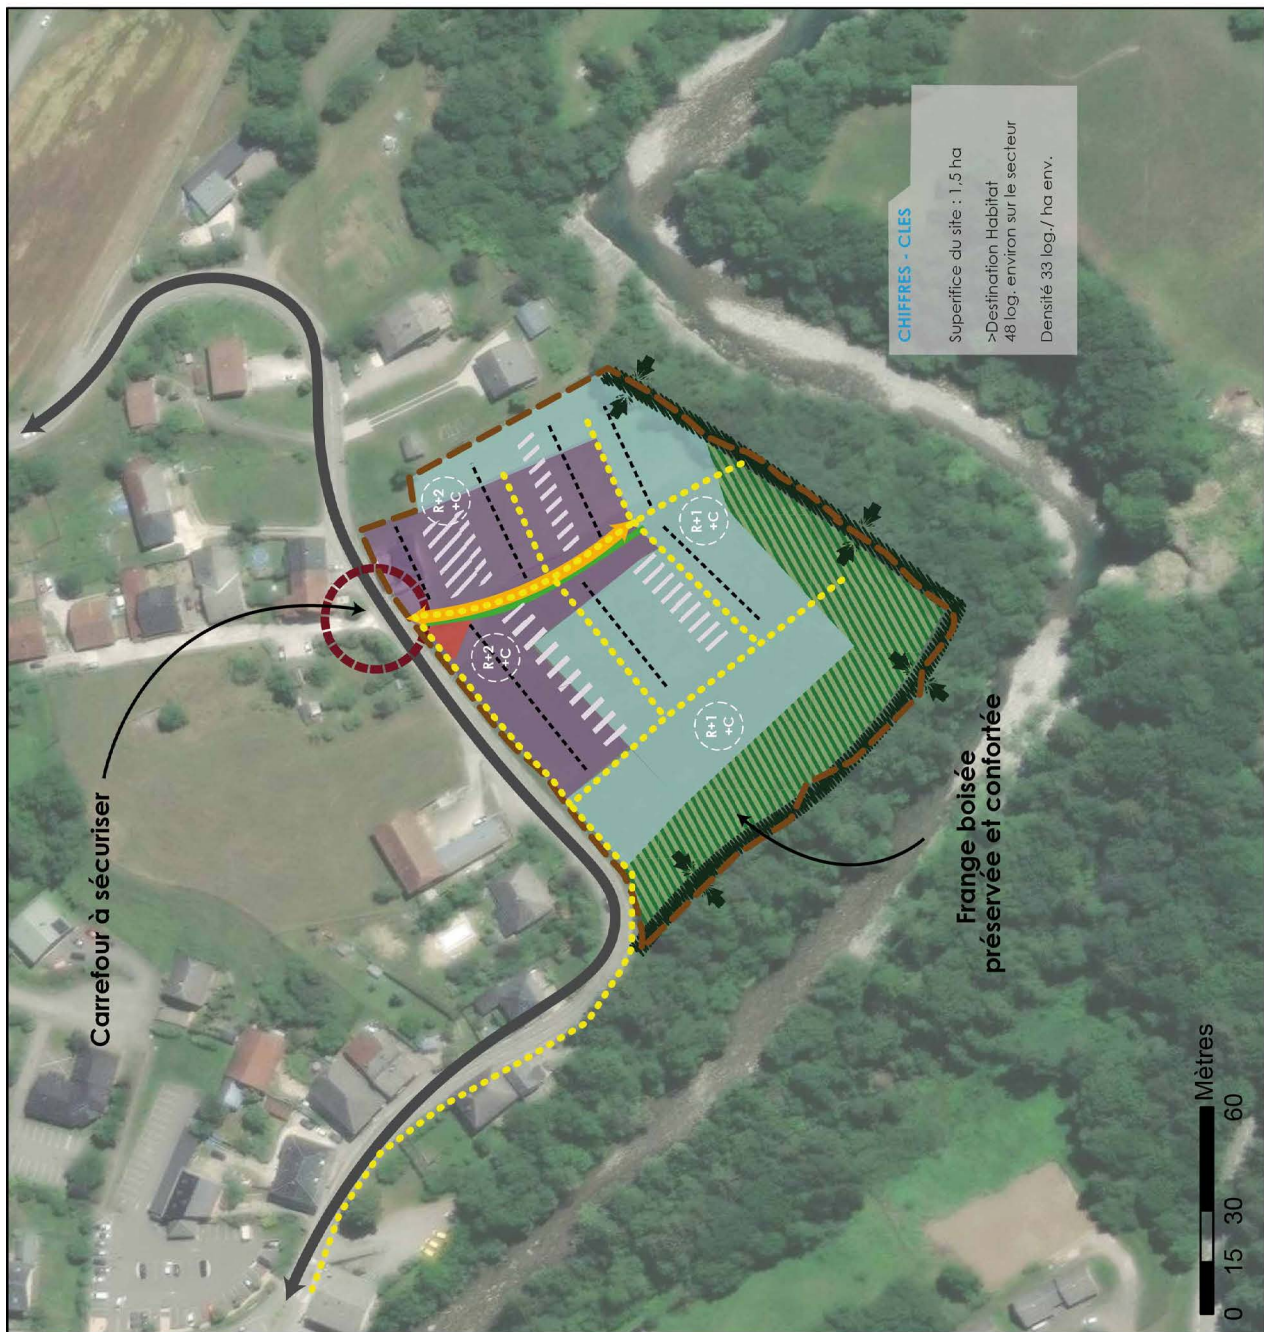 Carrefour à sécuriser
R+2
+C
R+2
+C
R+1
+C
R+1
+C
Frange boisée
préservée et confortée
CHIFFRES - CLES
Superifice du site : 1,5 ha
>Destination Habitat
48 log. environ sur le secteur
Densité 33 log./ ha env.
0 15 30 60
Mètres